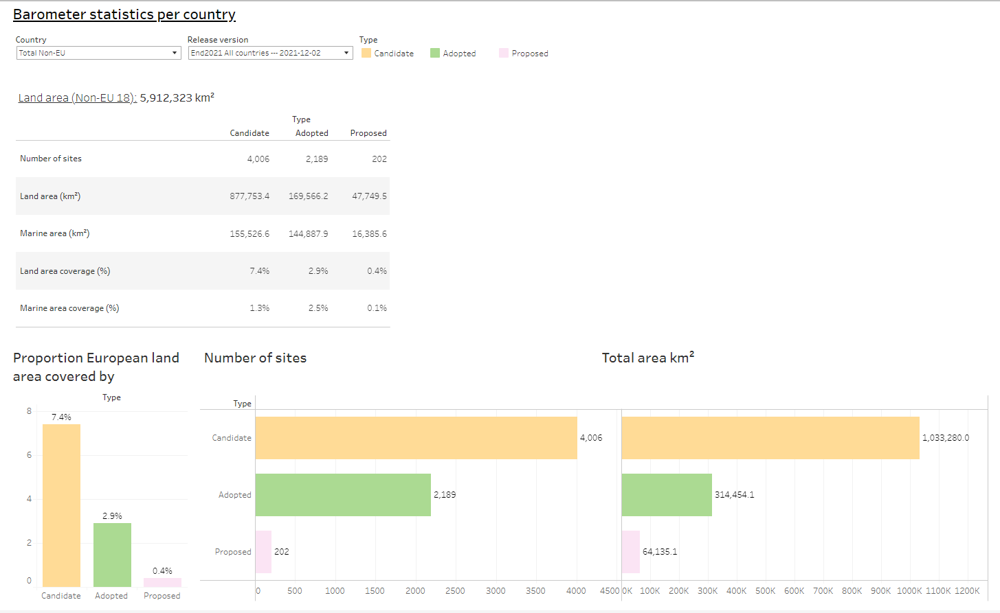 Barometer statistics per country
Country
Release version
Type
Total Non-EU
End2021 All countries --- 2021-12-02
Candidate
Adopted
Proposed
Land area (Non-EU 18): 5,912,323 km²
Type
Candidate Adopted Proposed
Number of sites 4,006 2,189 202
Land area (km²) 877,753.4 169,566.2 47,749.5
Marine area (km²) 155,526.6 144,887.9 16,385.6
Land area coverage (%) 7.4% 2.9% 0.4%
Marine area coverage (%) 1.3% 2.5% 0.1%
Proportion European land
area covered by
Type
8
6
4
2
0
7.4%
2.9%
0.4%
Candidate Adopted Proposed
Number of sites
Total area km²
Type
Candidate 4,006 1,033,280.0
Adopted 2,189 314,454.1
Proposed 202 64,135.1
0 500 1000 1500 2000 2500 3000 3500 4000 4500
0K 100K 200K 300K 400K 500K 600K 700K 800K 900K 1000K 1100K 1200K